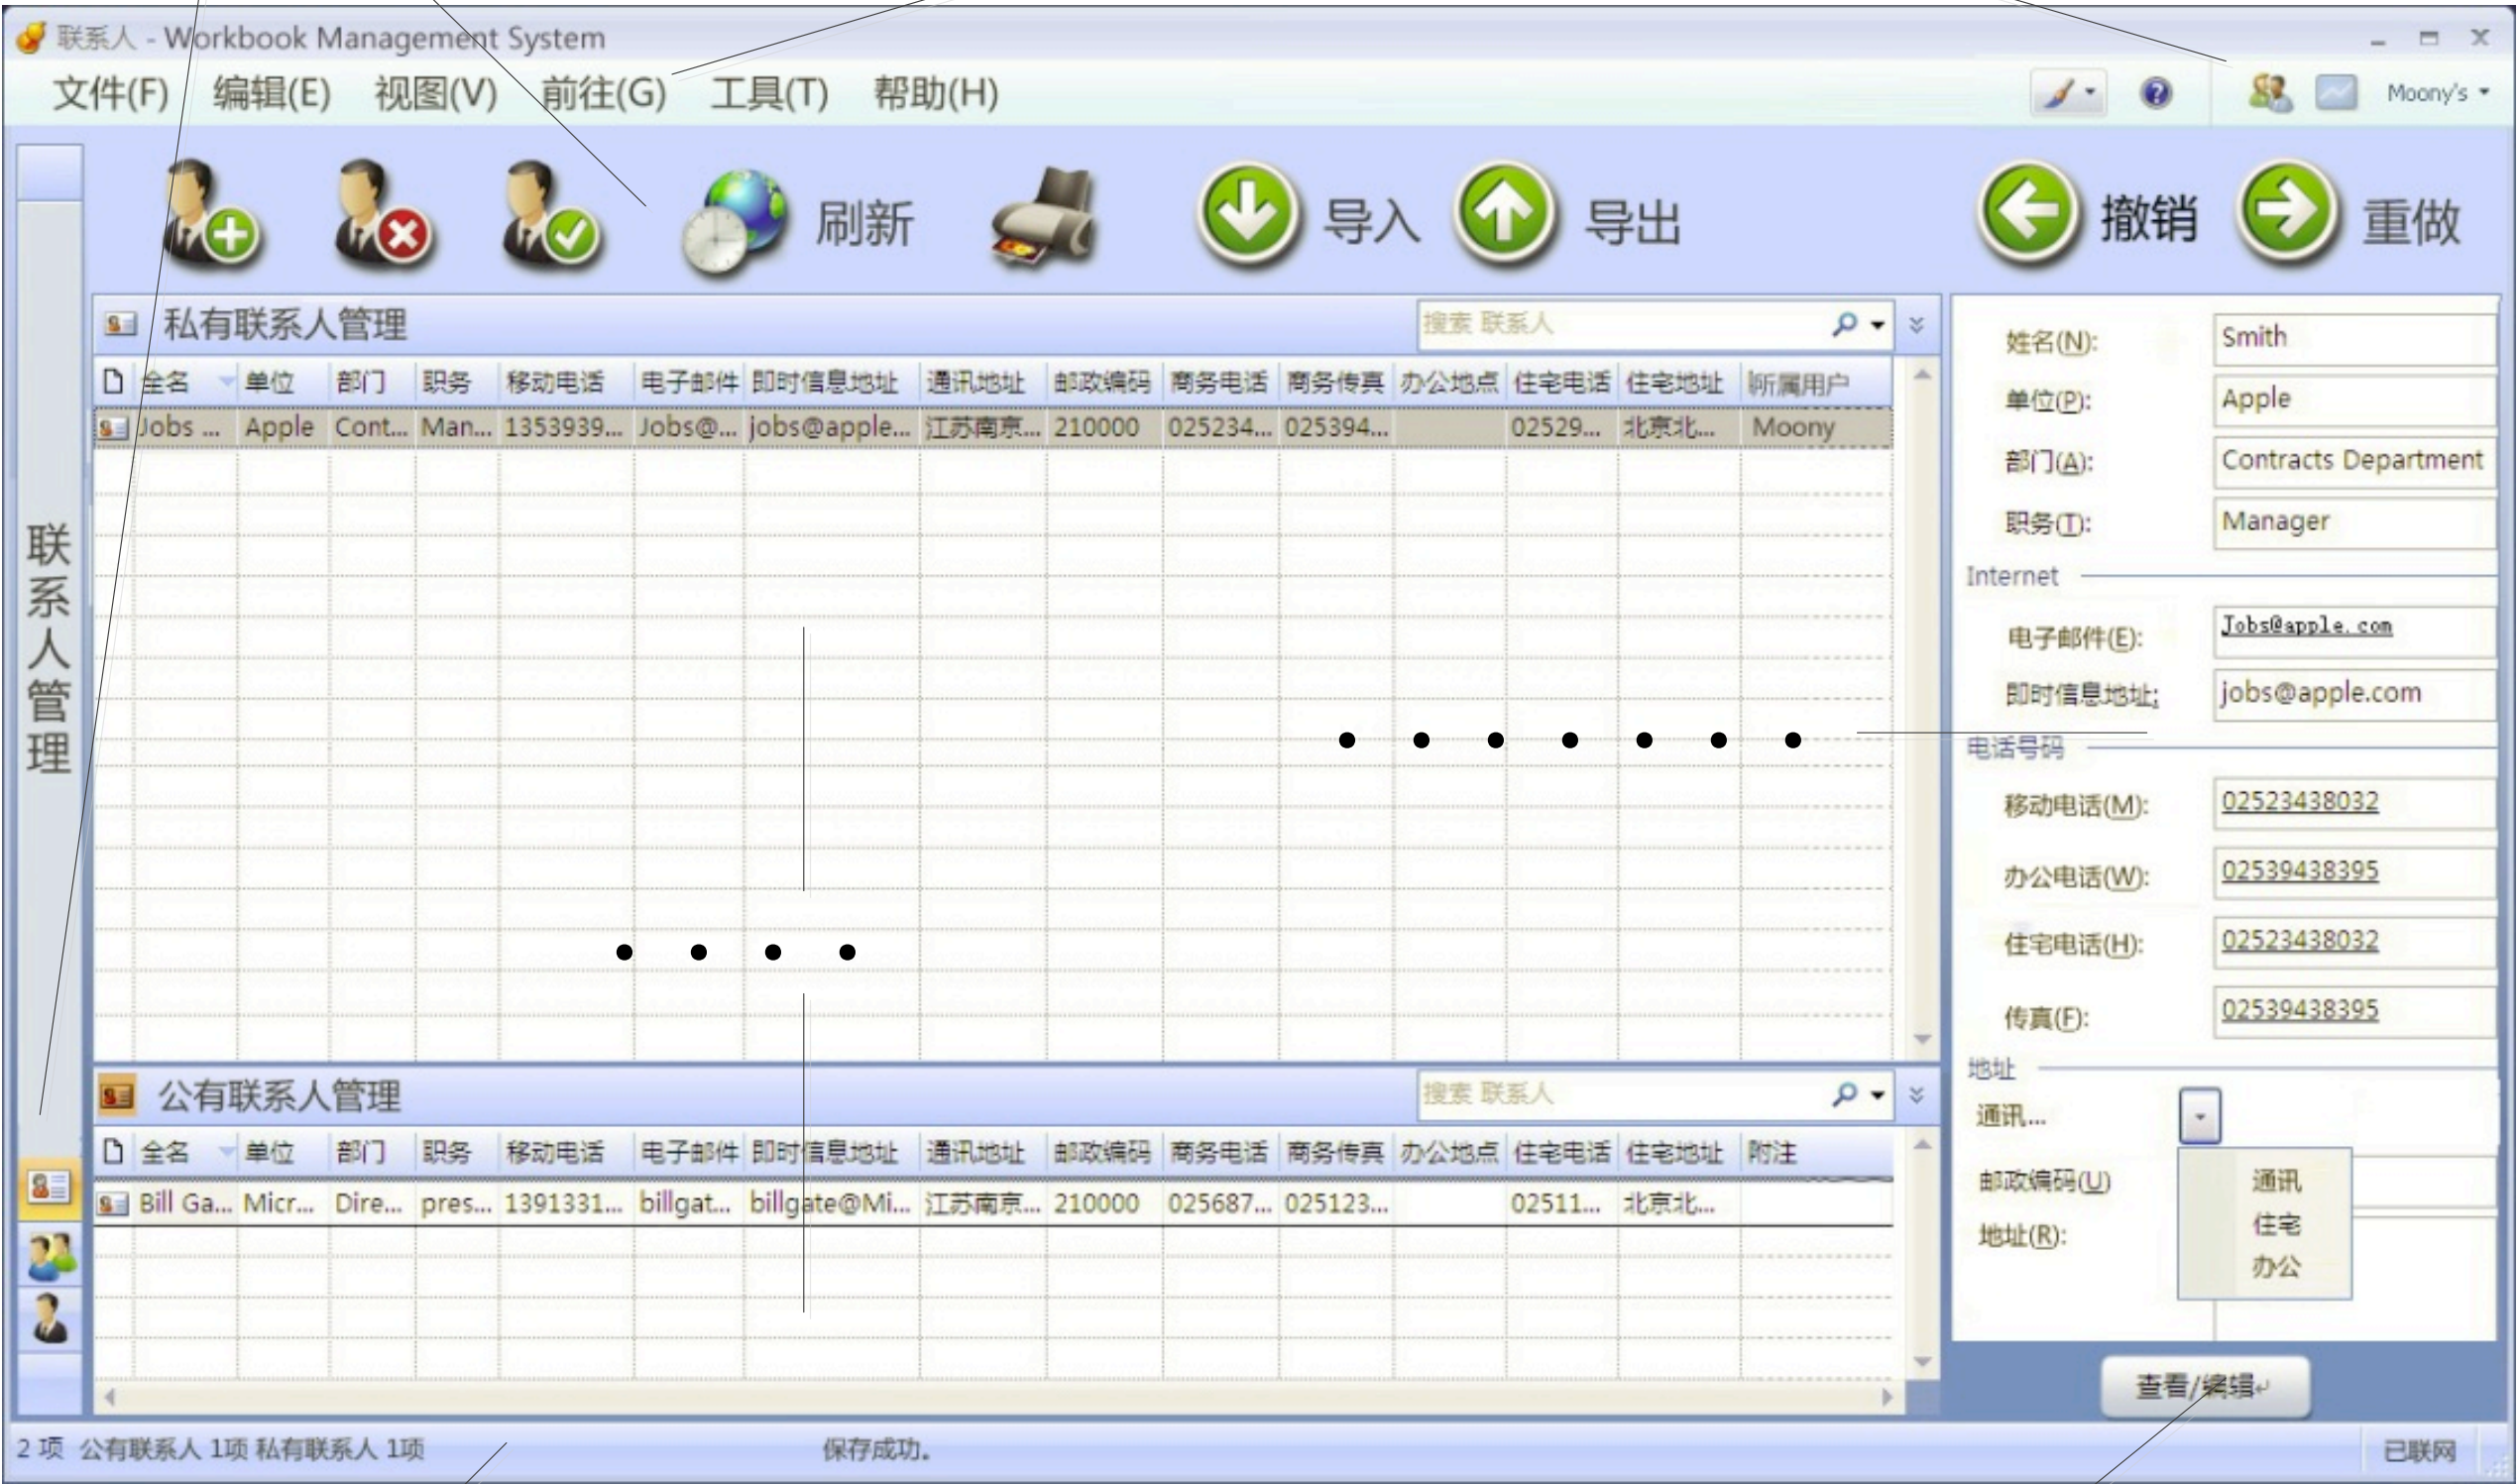 联系人 - Workbook Management System
文件(F) 编辑(E) 视图(V) 前往(G) 工具(T) 帮助(H) Moony's
刷新 导入 导出 撤销 重做
联系人管理
私有联系人管理 搜索 联系人
全名 单位 部门 职务 移动电话 电子邮件 即时信息地址 通讯地址 邮政编码 商务电话 商务传真 办公地点 住宅电话 住宅地址 所属用户
Jobs ... Apple Cont... Man... 1353939... Jobs@... jobs@apple... 江苏南京... 210000 025234... 025394... 02529... 北京北... Moony
公有联系人管理 搜索 联系人
全名 单位 部门 职务 移动电话 电子邮件 即时信息地址 通讯地址 邮政编码 商务电话 商务传真 办公地点 住宅电话 住宅地址 附注
Bill Ga... Micr... Dire... pres... 1391331... billgat... billgate@Mi... 江苏南京... 210000 025687... 025123... 02511... 北京北...
姓名(N): Smith
单位(P): Apple
部门(A): Contracts Department
职务(T): Manager
Internet
电子邮件(E): Jobs@apple.com
即时信息地址: jobs@apple.com
电话号码
移动电话(M): 02523438032
办公电话(W): 02539438395
住宅电话(H): 02523438032
传真(F): 02539438395
地址
通讯...
邮政编码(U)
地址(R):
通讯
住宅
办公
查看/编辑
2 项 公有联系人 1项 私有联系人 1项 保存成功。 已联网